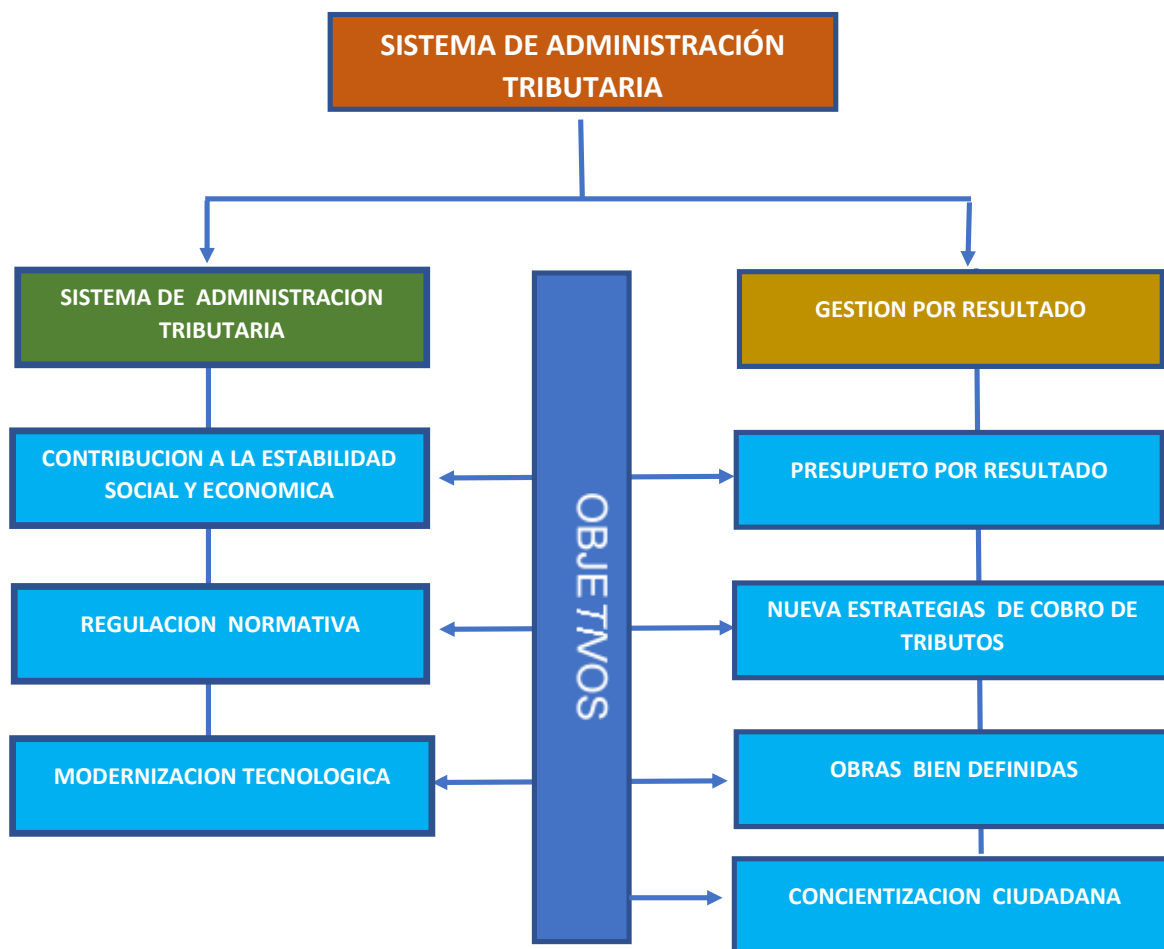 SISTEMA DE ADMINISTRACIÓN
TRIBUTARIA
SISTEMA DE ADMINISTRACION
TRIBUTARIA
GESTION POR RESULTADO
CONTRIBUCION A LA ESTABILIDAD
SOCIAL Y ECONOMICA
PRESUPUETO POR RESULTADO
OBJETIVOS
REGULACION NORMATIVA
NUEVA ESTRATEGIAS DE COBRO DE
TRIBUTOS
MODERNIZACION TECNOLOGICA
OBRAS BIEN DEFINIDAS
CONCIENTIZACION CIUDADANA